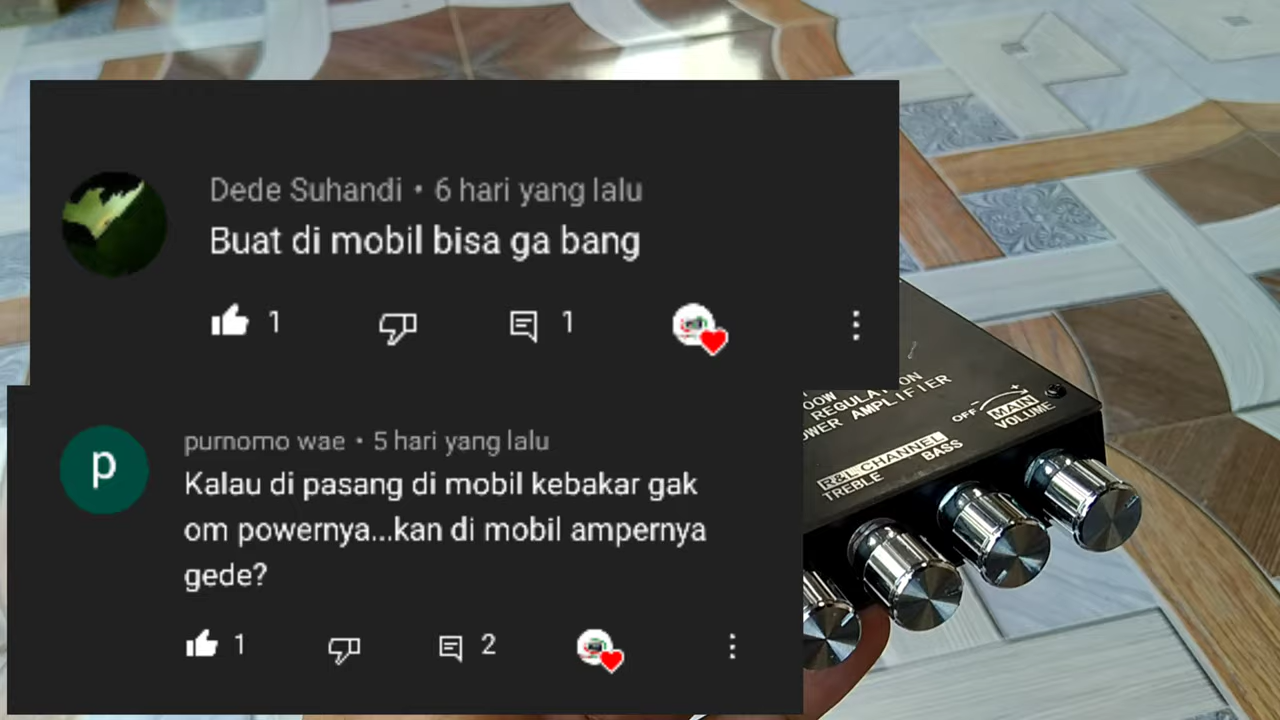 Dede Suhandi • 6 hari yang lalu
Buat di mobil bisa ga bang
1
1
purnomo wae • 5 hari yang lalu
Kalau di pasang di mobil kebakar gak
om powernya...kan di mobil ampernya
gede?
1
2
p
REGULATION
POWER AMPLIFIER
OFF - +
MAIN
VOLUME
R&L CHANNEL
TREBLE BASS